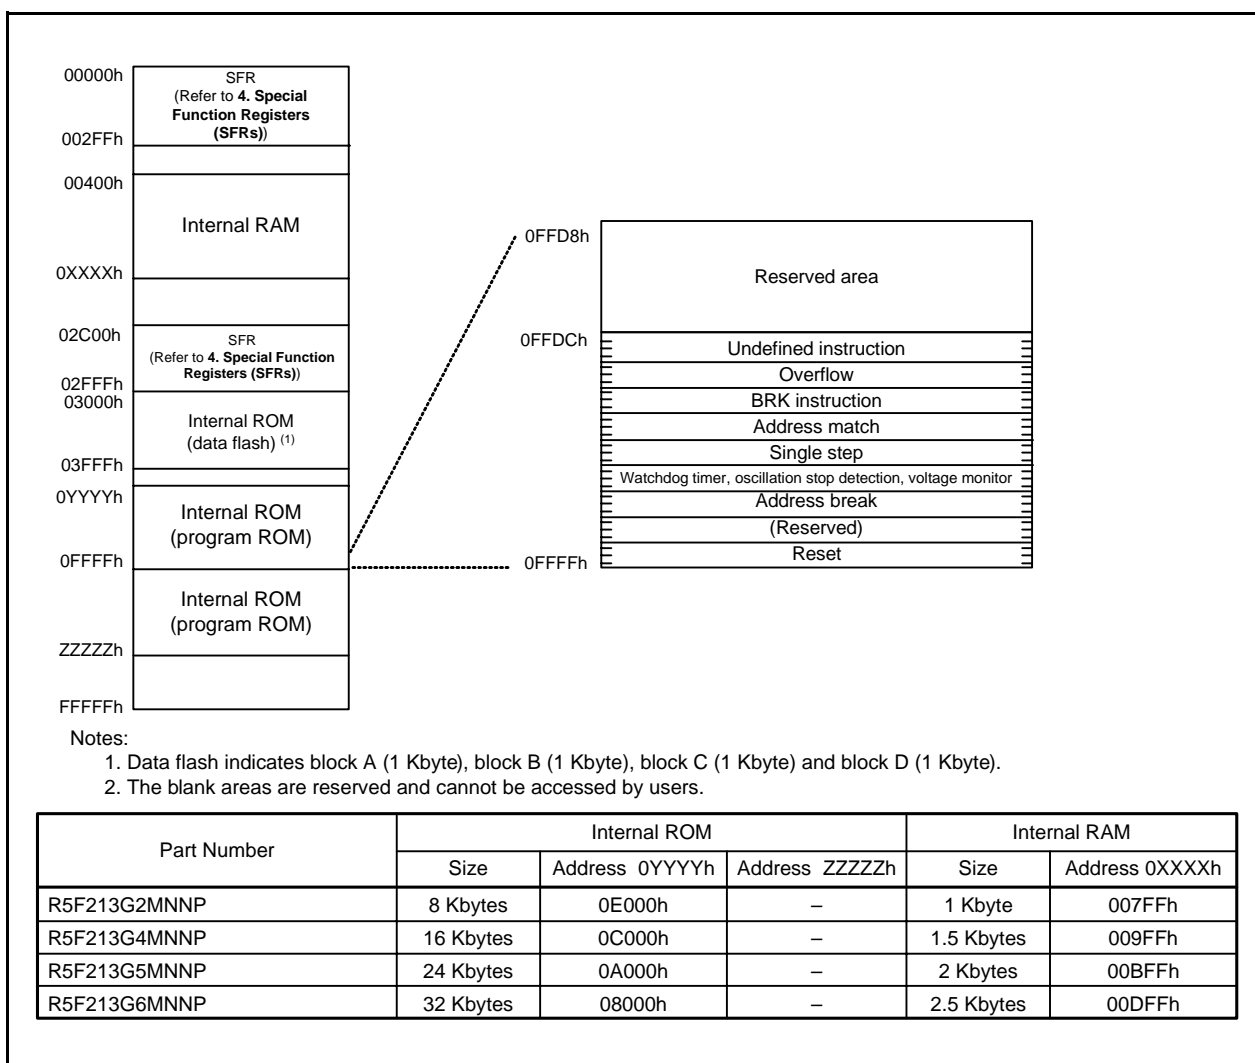 00000h
SFR
(Refer to 4. Special
Function Registers
(SFRs))
002FFh
00400h
Internal RAM
0XXXXh
02C00h
SFR
(Refer to 4. Special Function
Registers (SFRs))
02FFFh
03000h
Internal ROM
(data flash) (1)
03FFFh
0YYYYh
Internal ROM
(program ROM)
0FFFFh
Internal ROM
(program ROM)
ZZZZZh
FFFFFh
0FFD8h
Reserved area
0FFDCh
Undefined instruction
Overflow
BRK instruction
Address match
Single step
Watchdog timer, oscillation stop detection, voltage monitor
Address break
(Reserved)
Reset
0FFFFh
Notes:
1. Data flash indicates block A (1 Kbyte), block B (1 Kbyte), block C (1 Kbyte) and block D (1 Kbyte).
2. The blank areas are reserved and cannot be accessed by users.
Part Number Internal ROM Internal RAM
Size Address 0YYYYh Address ZZZZZh Size Address 0XXXXh
R5F213G2MNNP 8 Kbytes 0E000h – 1 Kbyte 007FFh
R5F213G4MNNP 16 Kbytes 0C000h – 1.5 Kbytes 009FFh
R5F213G5MNNP 24 Kbytes 0A000h – 2 Kbytes 00BFFh
R5F213G6MNNP 32 Kbytes 08000h – 2.5 Kbytes 00DFFh